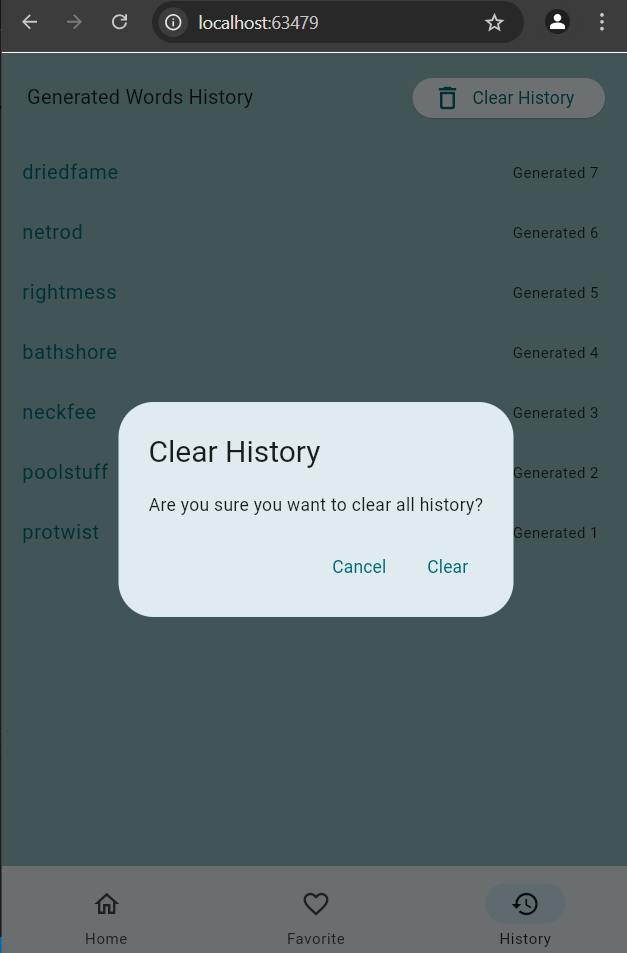 localhost:63479
Generated Words History
Clear History
driedfame Generated 7
netrod Generated 6
rightmess Generated 5
bathshore Generated 4
neckfee Generated 3
Clear History
poolstuff Generated 2
Are you sure you want to clear all history?
protwist Generated 1
Cancel Clear
Home Favorite History